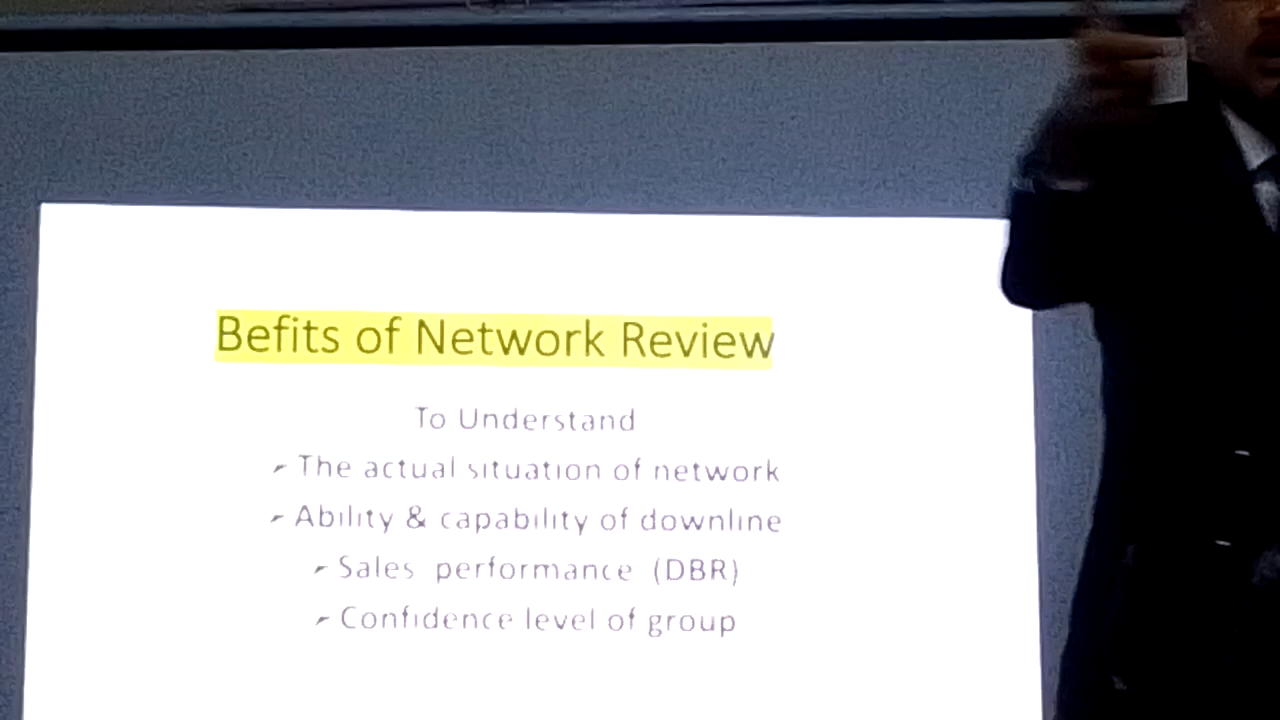 Befits of Network Review
To Understand
The actual situation of network
Ability & capability of downline
Sales performance (DBR)
Confidence level of group